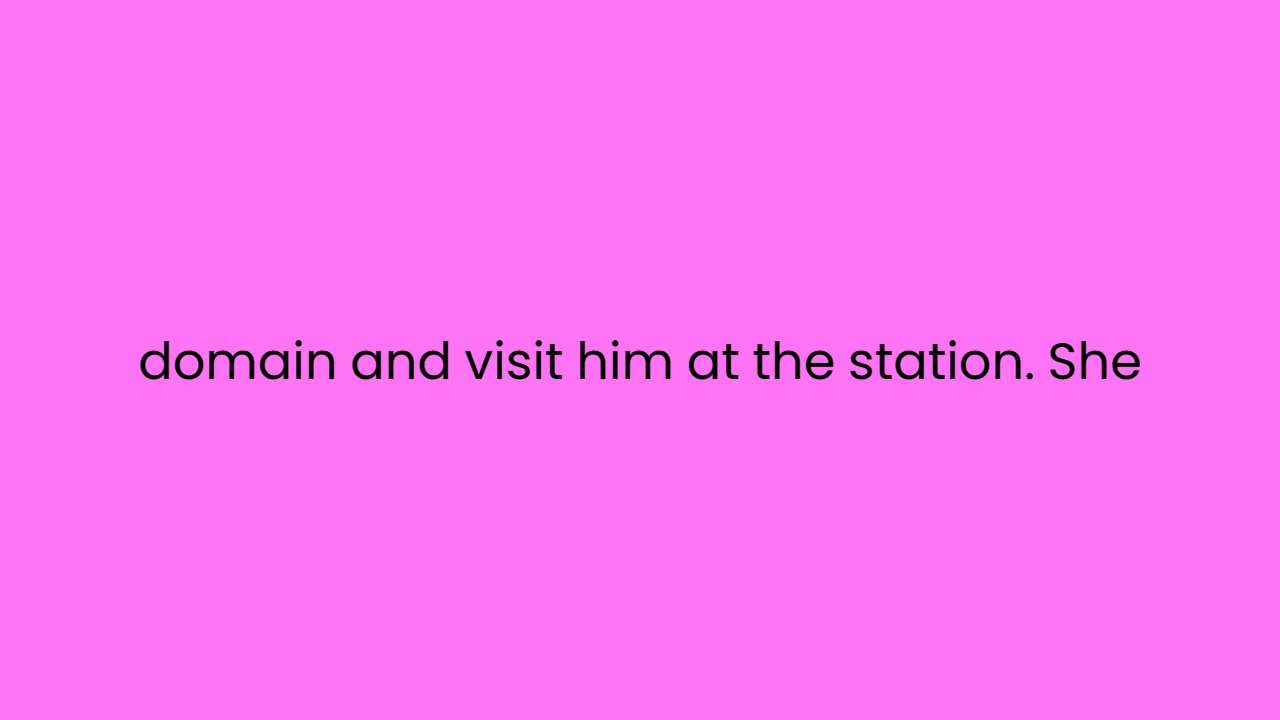 domain and visit him at the station. She